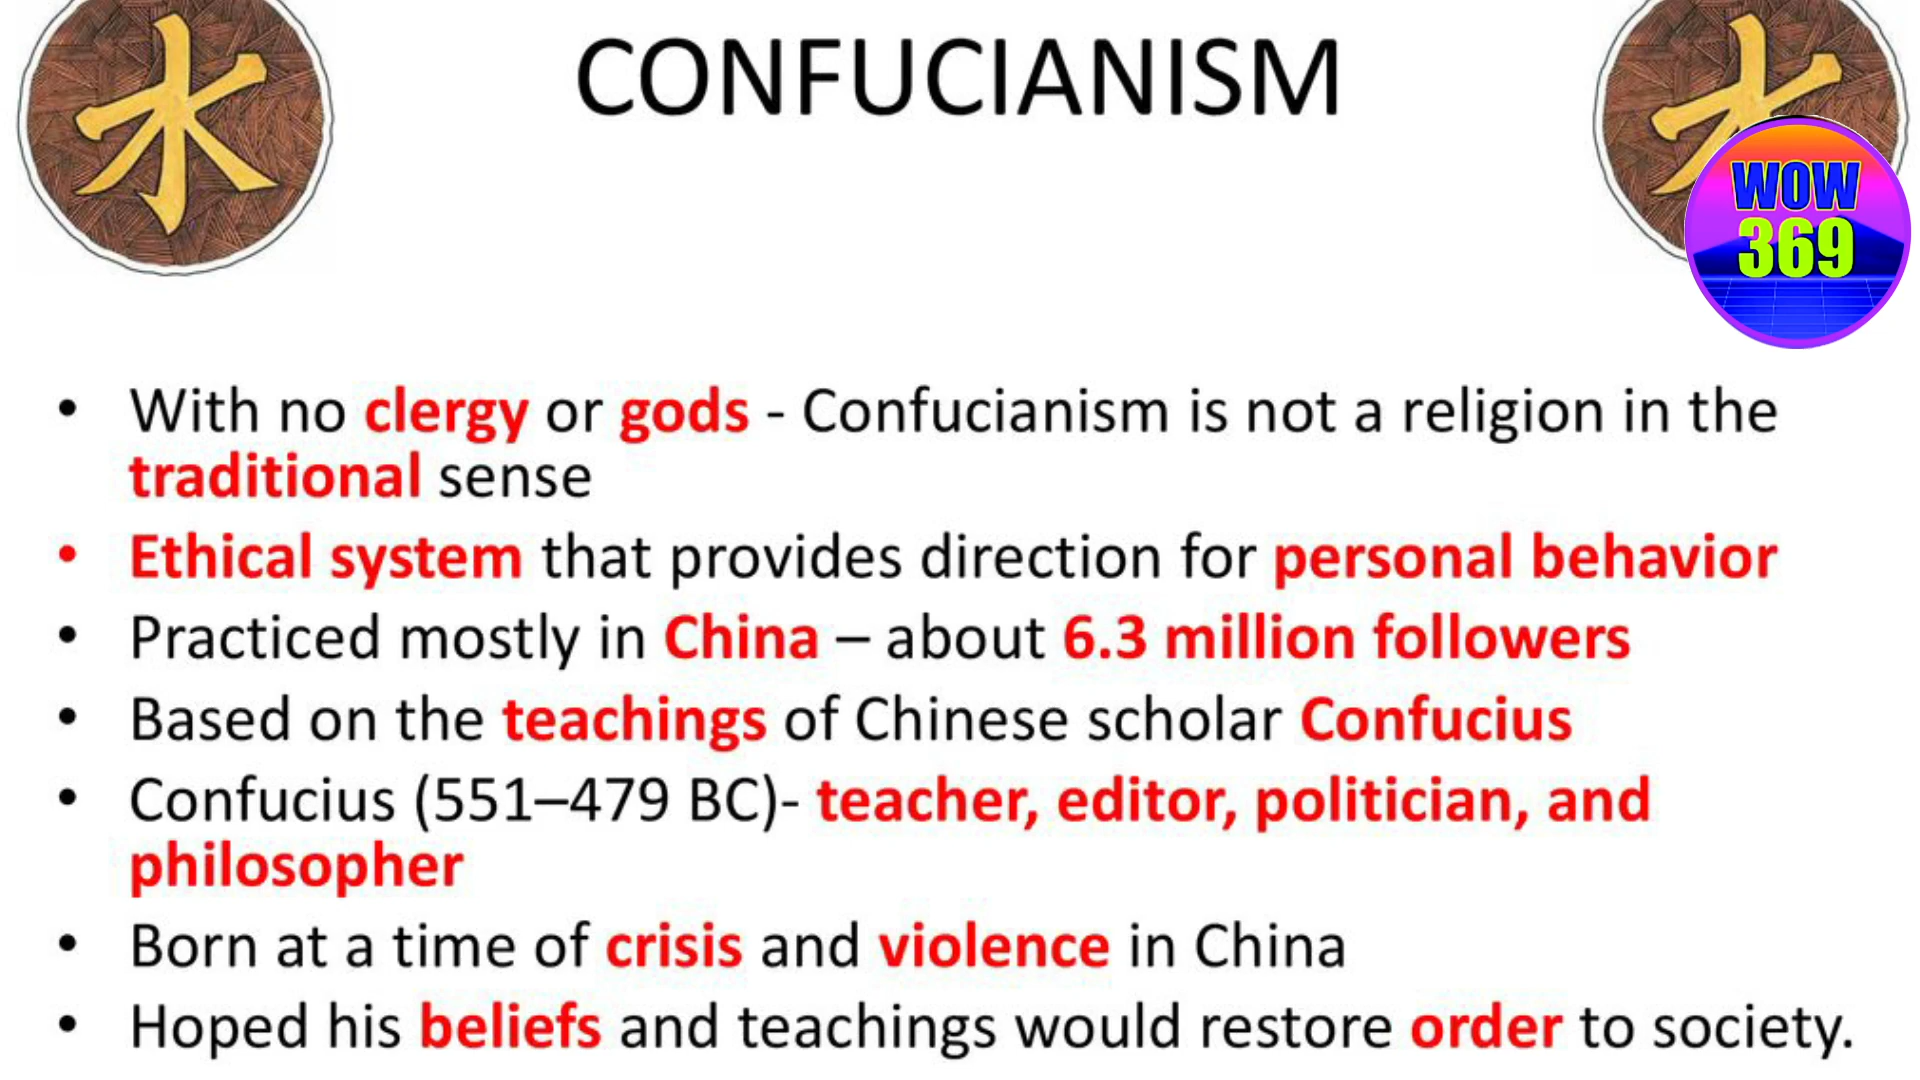 水
CONFUCIANISM
WOW
369
• With no clergy or gods - Confucianism is not a religion in the
traditional sense
• Ethical system that provides direction for personal behavior
• Practiced mostly in China – about 6.3 million followers
• Based on the teachings of Chinese scholar Confucius
• Confucius (551–479 BC)- teacher, editor, politician, and
philosopher
• Born at a time of crisis and violence in China
• Hoped his beliefs and teachings would restore order to society.